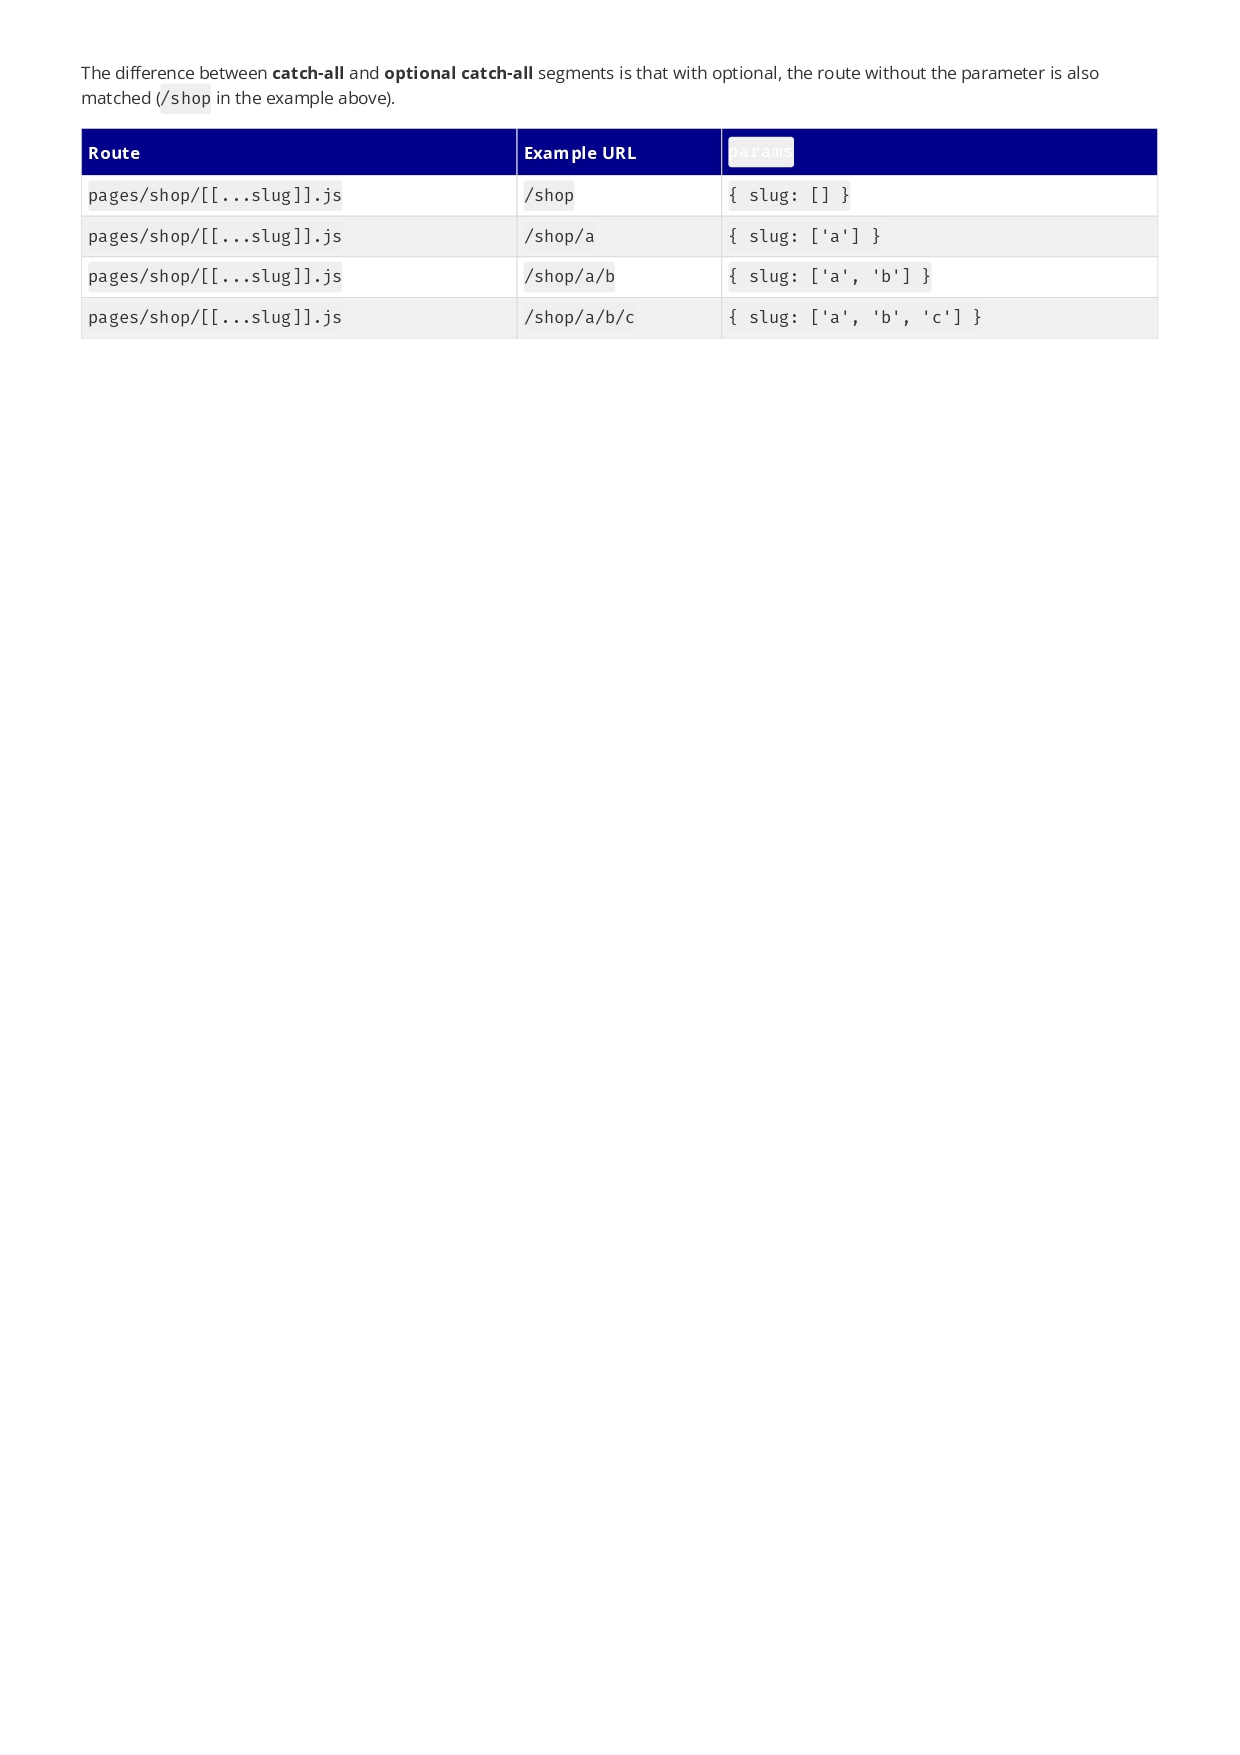 The difference between catch-all and optional catch-all segments is that with optional, the route without the parameter is also
matched (/shop in the example above).
Route Example URL params
pages/shop/[[...slug]].js /shop { slug: [] }
pages/shop/[[...slug]].js /shop/a { slug: ['a'] }
pages/shop/[[...slug]].js /shop/a/b { slug: ['a', 'b'] }
pages/shop/[[...slug]].js /shop/a/b/c { slug: ['a', 'b', 'c'] }